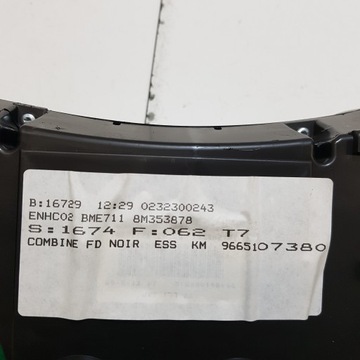 B:16729 12:29 0232300243
ENHC02 BME711 8M353878
S:1674 F:062 T7
COMBINE FD NOIR ESS KM 9665107380